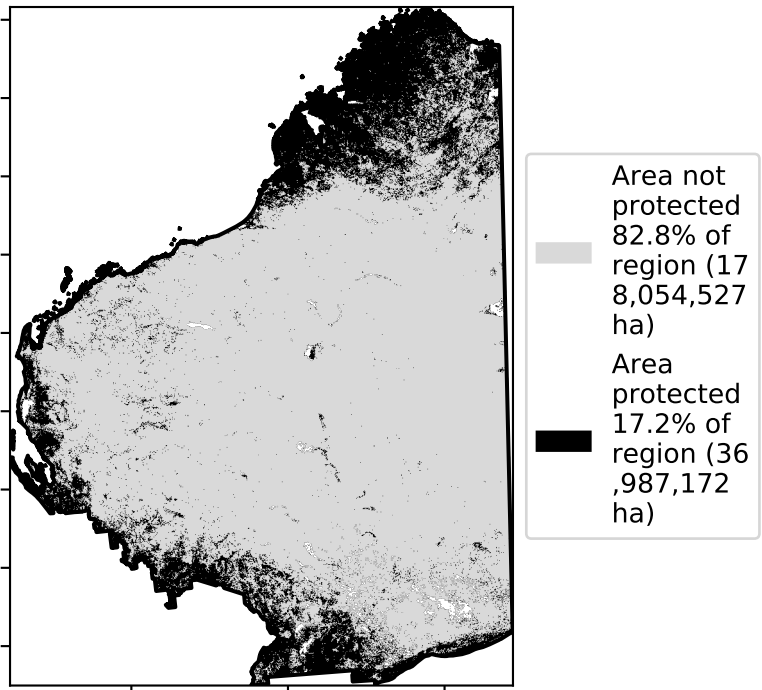 Area not
protected
82.8% of
region (17
8,054,527
ha)
Area
protected
17.2% of
region (36
,987,172
ha)